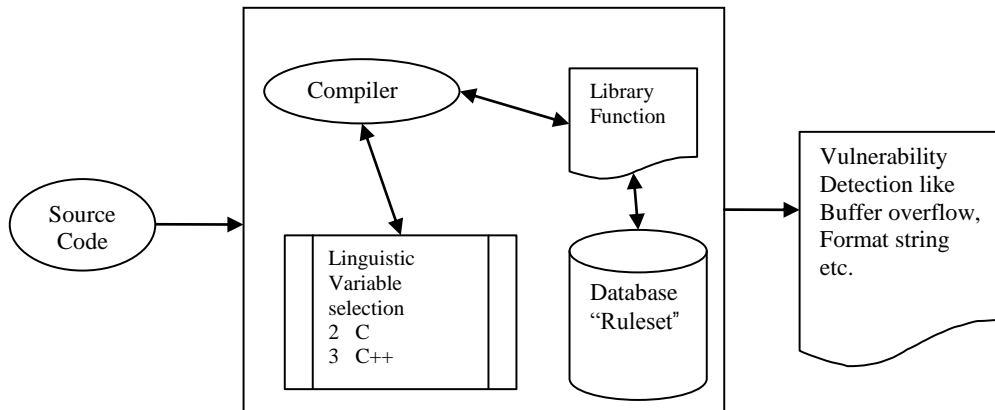 Source
Code
Compiler
Library
Function
Linguistic
Variable
selection
2 C
3 C++
Database
“Ruleset”
Vulnerability
Detection like
Buffer overflow,
Format string
etc.